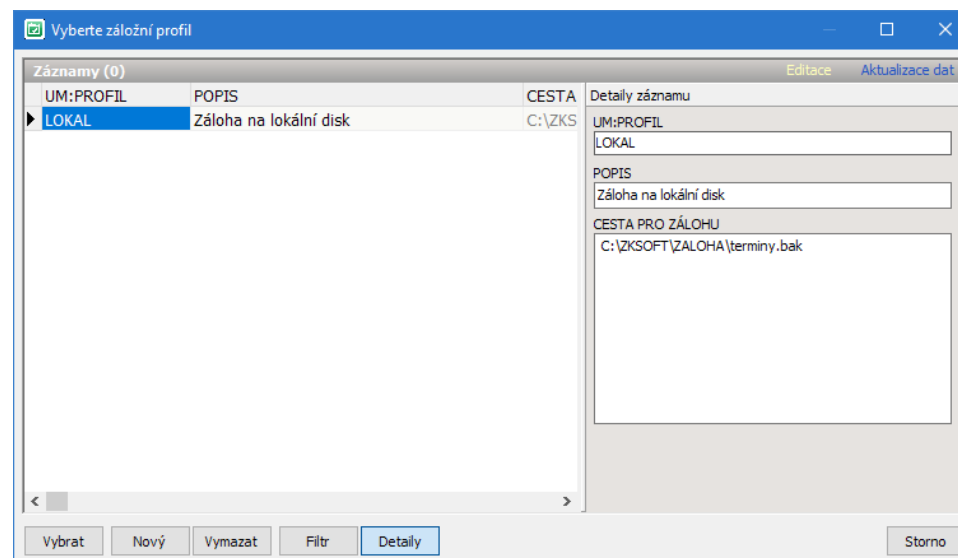 Vyberte záložní profil
Záznamy (0) Editace Aktualizace dat
UM:PROFIL POPIS CESTA
LOKAL Záloha na lokální disk C:\ZKS
Detaily záznamu
UM:PROFIL
LOKAL
POPIS
Záloha na lokální disk
CESTA PRO ZÁLOHU
C:\ZKSOFT\ZALOHA\terminy.bak
Vybrat Nový Vymazat Filtr Detaily Storno